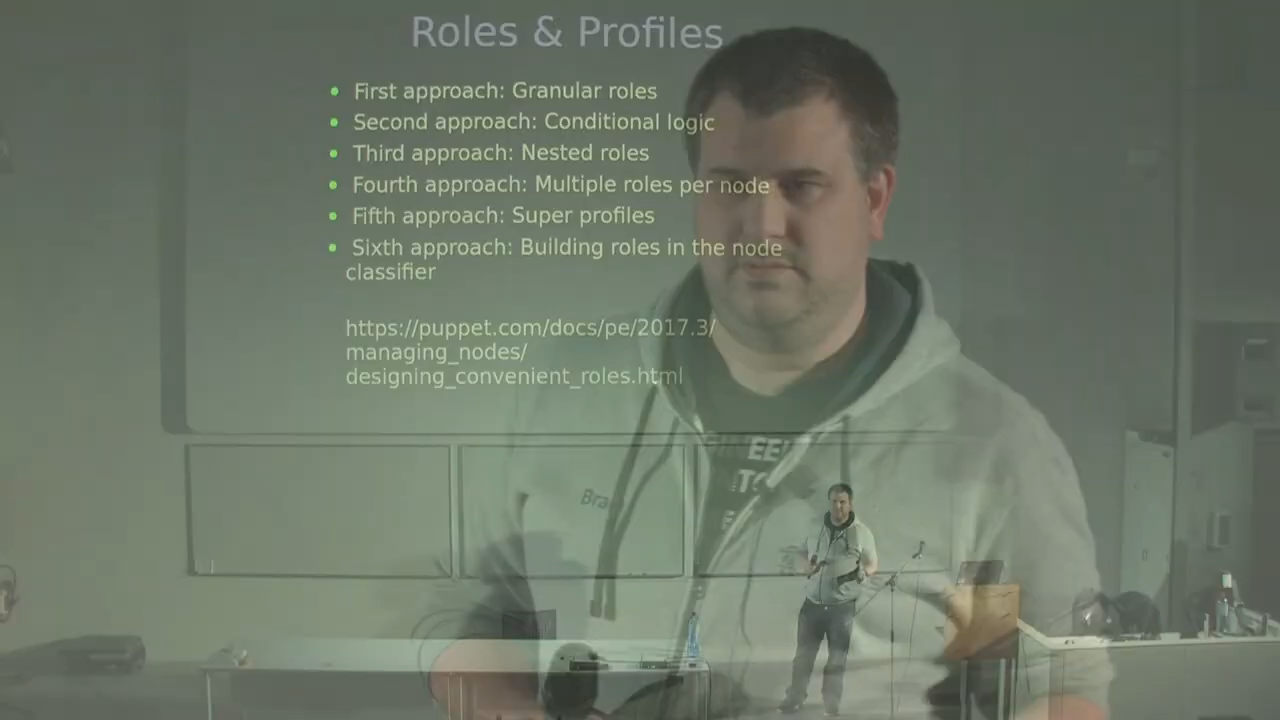 Roles & Profiles
• First approach: Granular roles
• Second approach: Conditional logic
• Third approach: Nested roles
• Fourth approach: Multiple roles per node
• Fifth approach: Super profiles
• Sixth approach: Building roles in the node
classifier
https://puppet.com/docs/pe/2017.3/
managing_nodes/
designing_convenient_roles.html